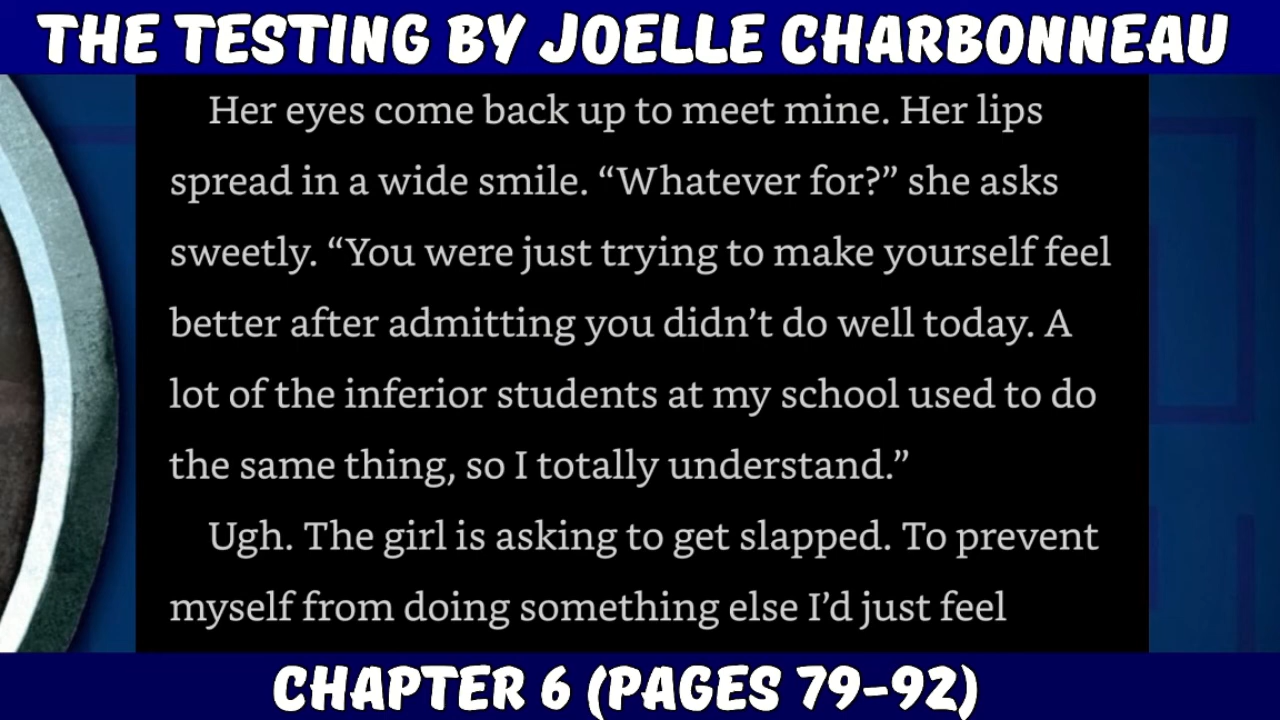 THE TESTING BY JOELLE CHARBONNEAU
Her eyes come back up to meet mine. Her lips
spread in a wide smile. “Whatever for?” she asks
sweetly. “You were just trying to make yourself feel
better after admitting you didn’t do well today. A
lot of the inferior students at my school used to do
the same thing, so I totally understand.”
Ugh. The girl is asking to get slapped. To prevent
myself from doing something else I’d just feel
CHAPTER 6 (PAGES 79-92)